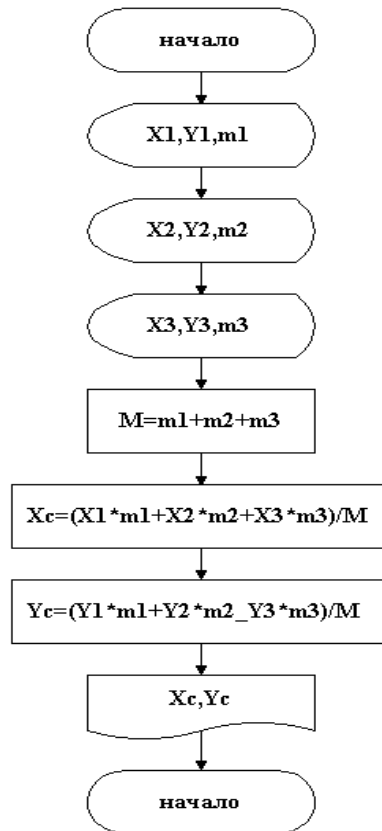 начало
X1,Y1,m1
X2,Y2,m2
X3,Y3,m3
M=m1+m2+m3
Xc=(X1*m1+X2*m2+X3*m3)/M
Yc=(Y1*m1+Y2*m2_Y3*m3)/M
Xc,Yc
начало